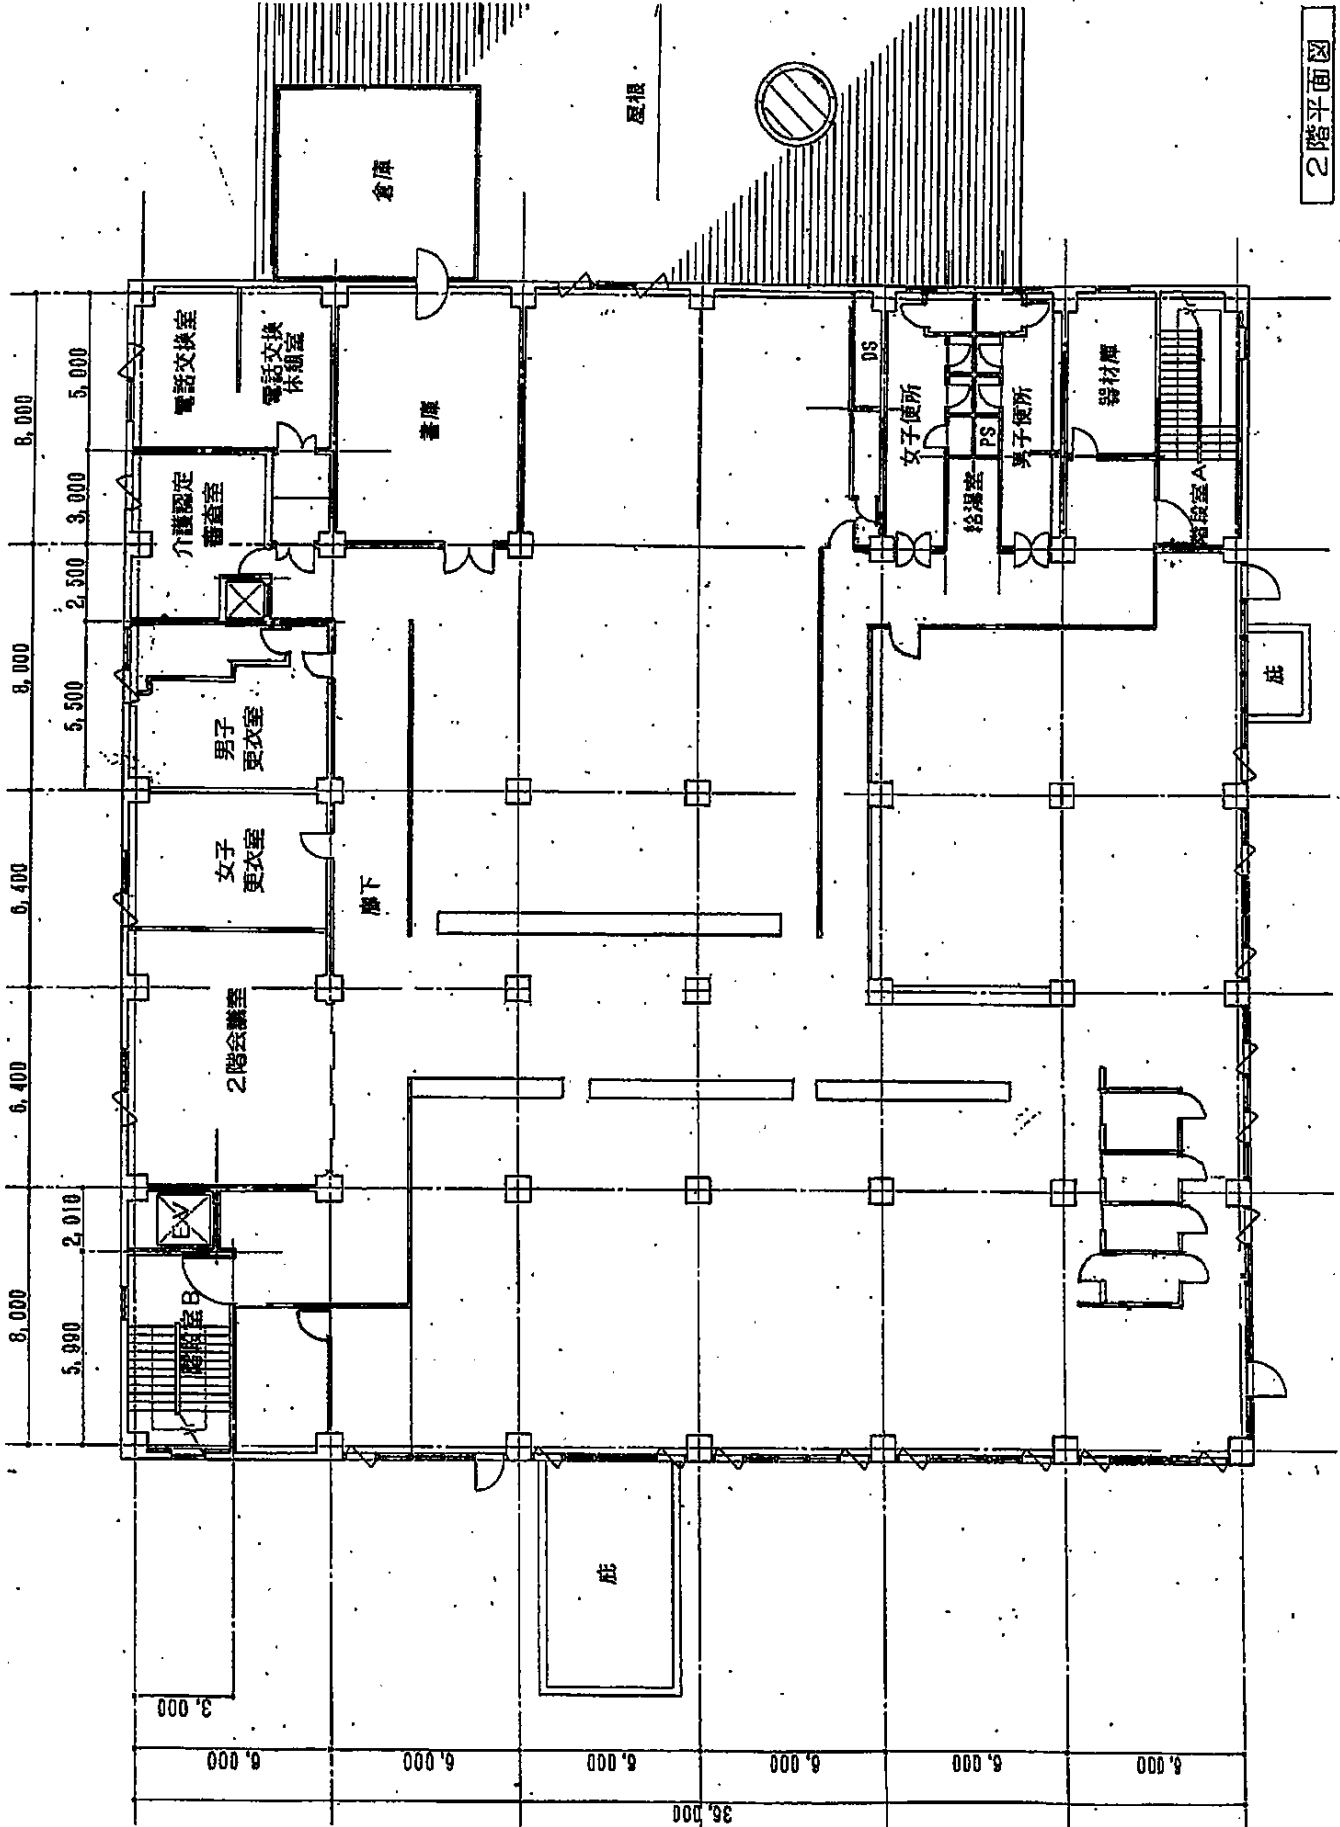 2階平面図
屋根
倉庫
電話交換室
電話交換
休憩室
書庫
介護認定
審査室
男子
更衣室
女子
更衣室
廊下
2階会議室
EV
階段室B
DS
女子便所
PS
男子便所
給湯室
器材庫
階段室A
庇
庇
8,000
8,000
6,400
6,400
8,000
5,000
3,000
2,500
5,500
2,010
5,990
3,000
6,000
6,000
6,000
6,000
6,000
6,000
36,000